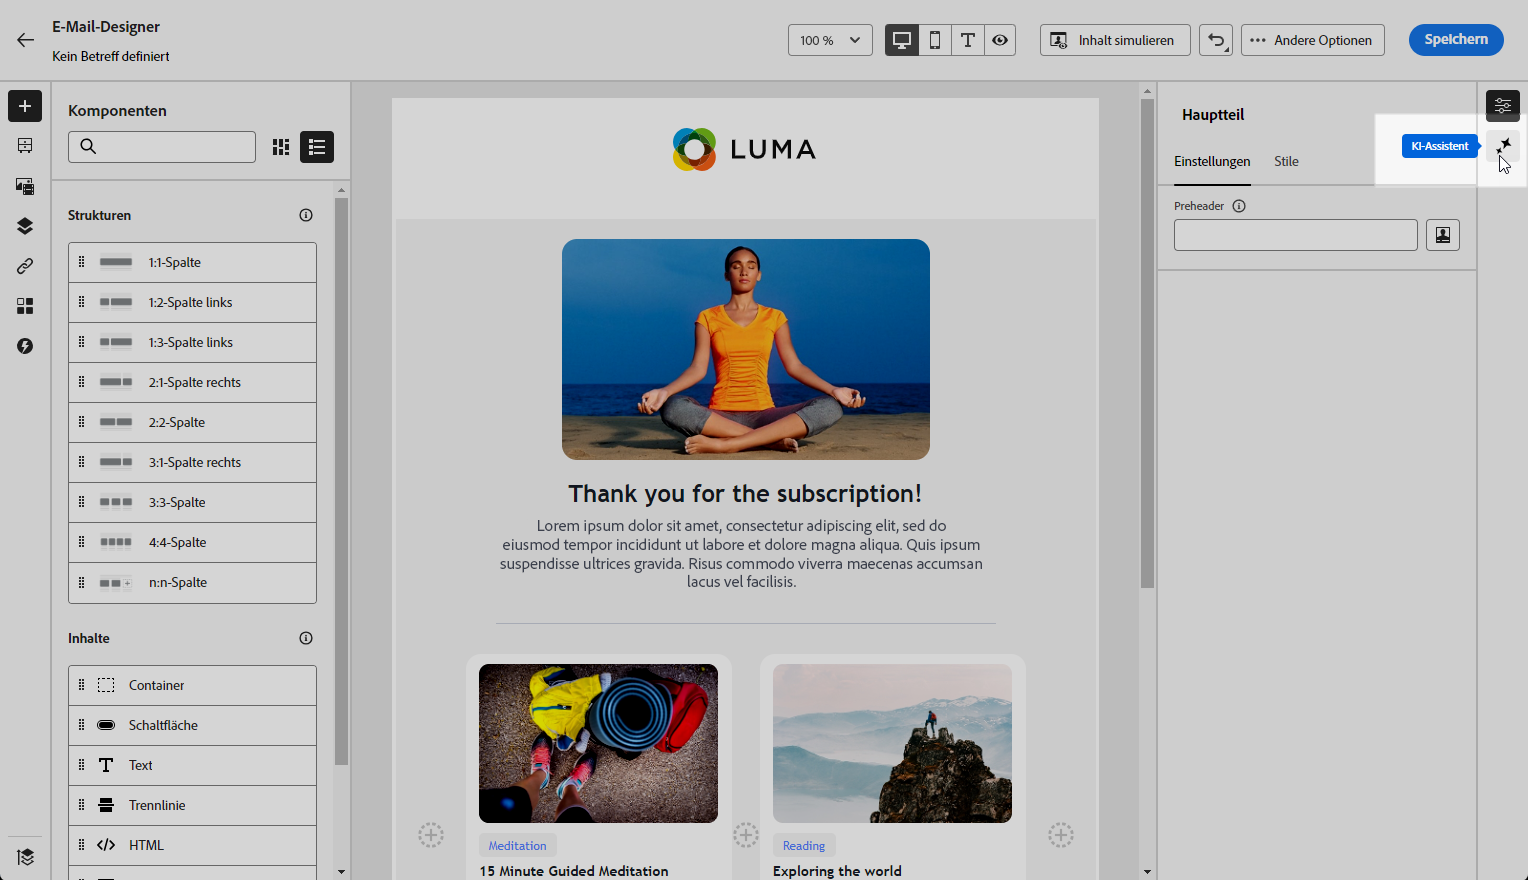 E-Mail-Designer
Kein Betreff definiert
100 %
Inhalt simulieren
Andere Optionen
Speichern
Komponenten
Strukturen
1:1-Spalte
1:2-Spalte links
1:3-Spalte links
2:1-Spalte rechts
2:2-Spalte
3:1-Spalte rechts
3:3-Spalte
4:4-Spalte
n:n-Spalte
Inhalte
Container
Schaltfläche
Text
Trennlinie
HTML
LUMA
Thank you for the subscription!
Lorem ipsum dolor sit amet, consectetur adipiscing elit, sed do
eiusmod tempor incididunt ut labore et dolore magna aliqua. Quis ipsum
suspendisse ultrices gravida. Risus commodo viverra maecenas accumsan
lacus vel facilisis.
Meditation
15 Minute Guided Meditation
Reading
Exploring the world
Hauptteil
KI-Assistent
Einstellungen
Stile
Preheader